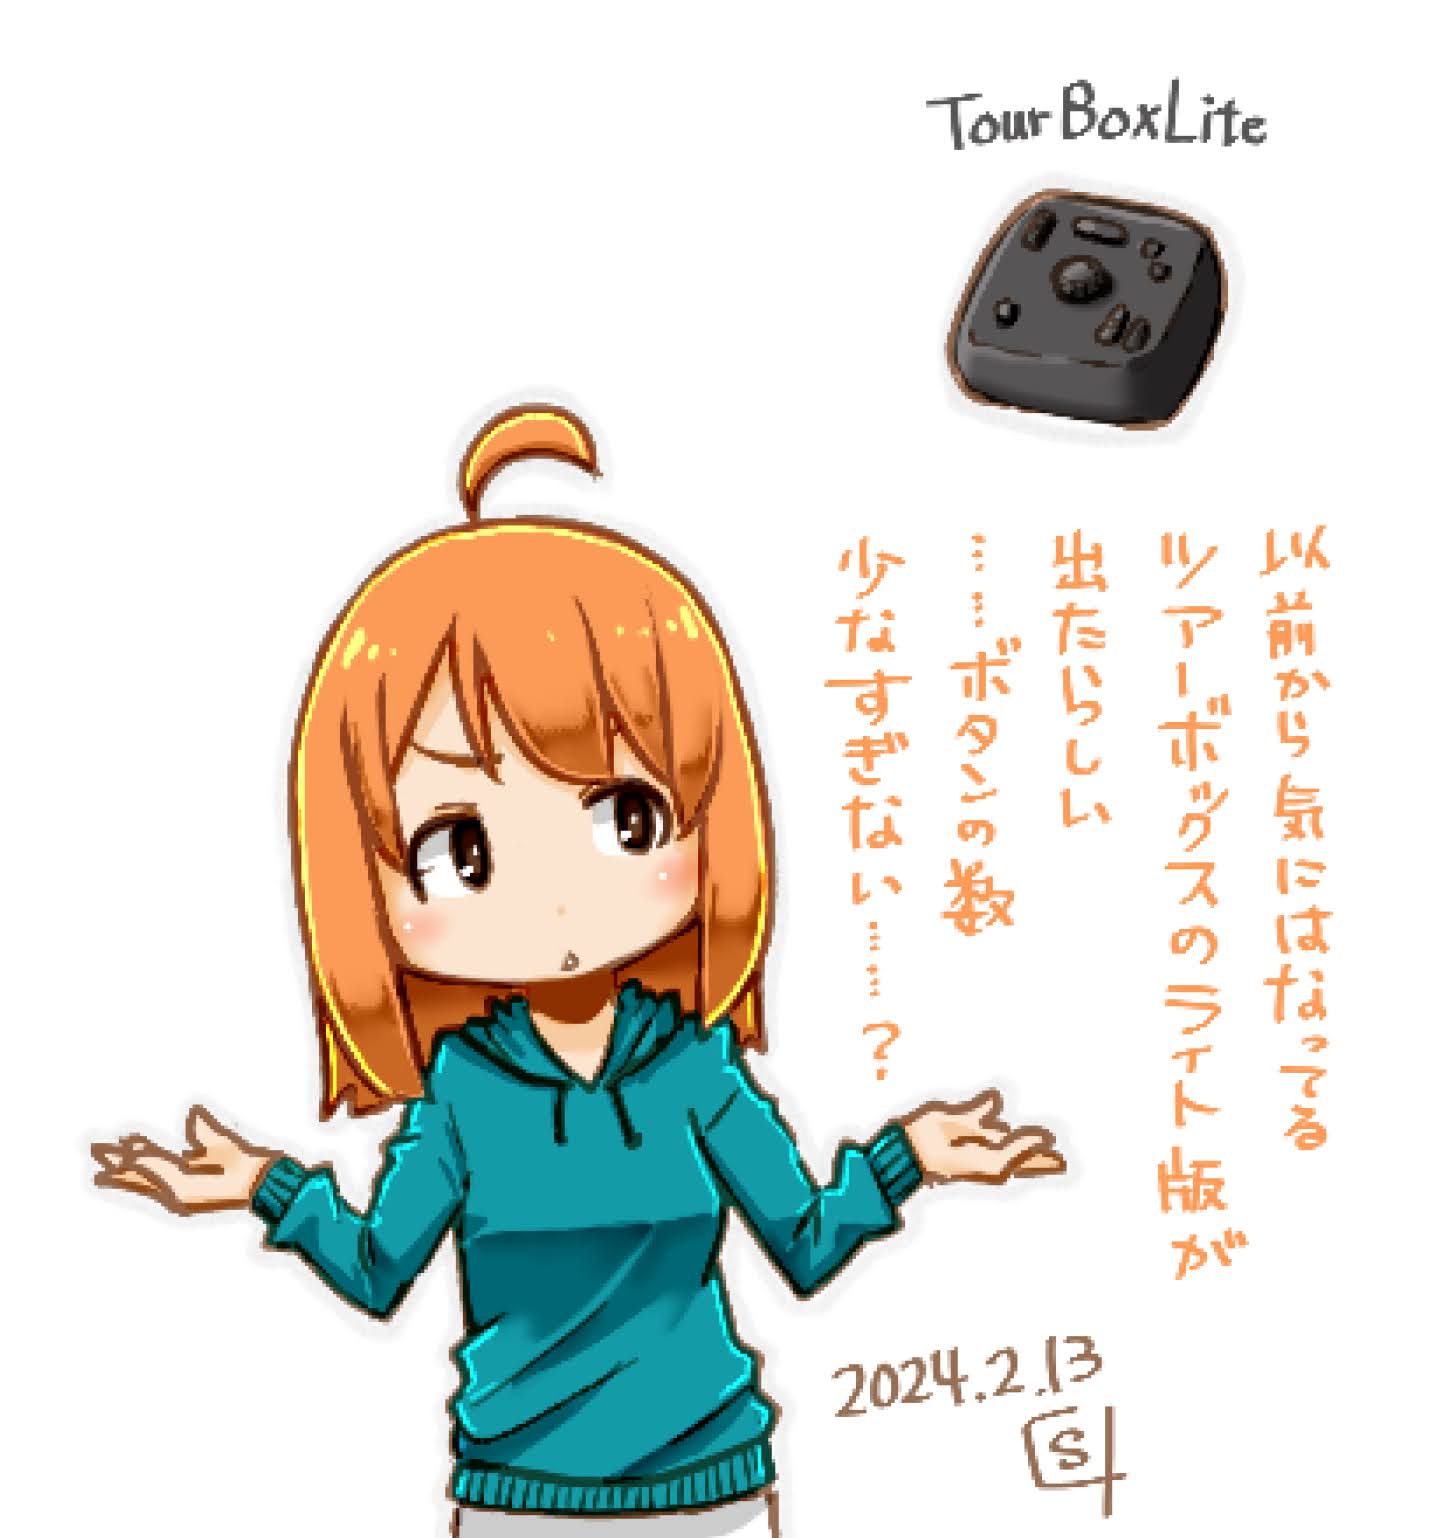 TourBoxLite
以前から気にはなってる
ツアーボックスのライト版が
出たらしい
……ボタンの数
少なすぎない……？
2024.2.13
S